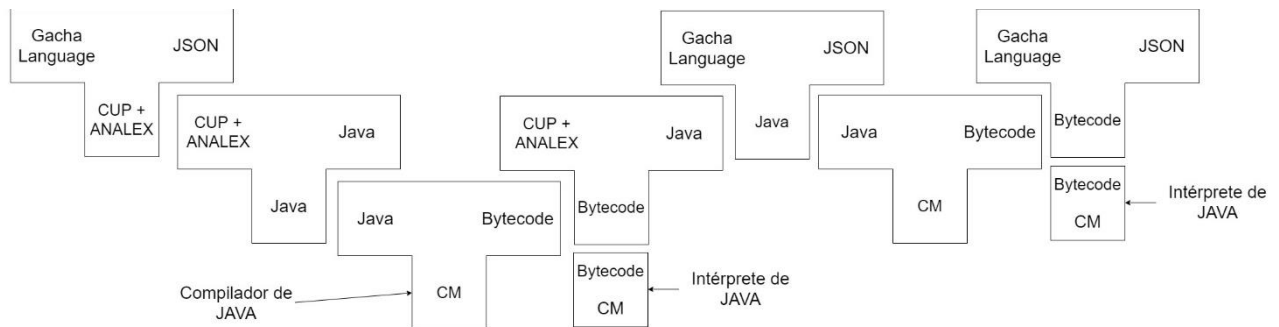 Gacha
Language
JSON
CUP +
ANALEX
CUP +
ANALEX
Java
Java
Java
Bytecode
CM
Compilador de
JAVA
CUP +
ANALEX
Java
Bytecode
Bytecode
CM
Intérprete de
JAVA
Gacha
Language
JSON
Java
Java
Bytecode
CM
Gacha
Language
JSON
Bytecode
Bytecode
CM
Intérprete de
JAVA